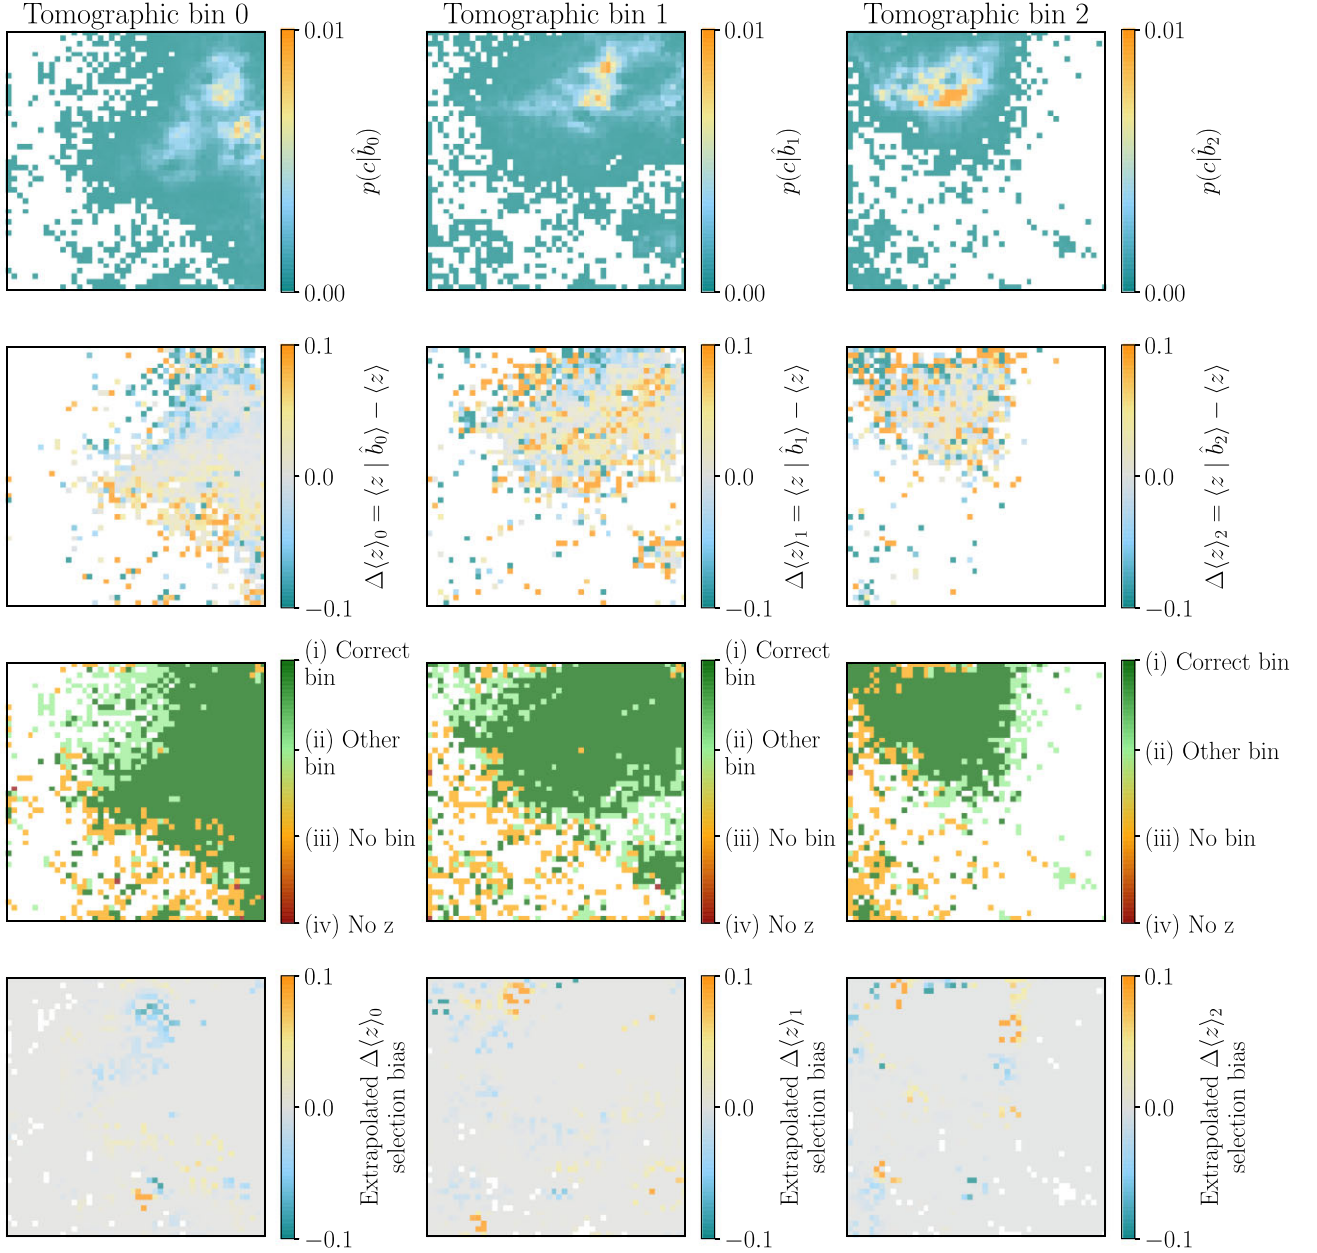 Tomographic bin 0
Tomographic bin 1
Tomographic bin 2
0.01
0.00
p(c|b̂₀)
0.01
0.00
p(c|b̂₁)
0.01
0.00
p(c|b̂₂)
0.1
0.0
−0.1
Δ⟨z⟩₀ = ⟨z | b̂₀⟩ − ⟨z⟩
0.1
0.0
−0.1
Δ⟨z⟩₁ = ⟨z | b̂₁⟩ − ⟨z⟩
0.1
0.0
−0.1
Δ⟨z⟩₂ = ⟨z | b̂₂⟩ − ⟨z⟩
(i) Correct
bin
(ii) Other
bin
(iii) No bin
(iv) No z
(i) Correct
bin
(ii) Other
bin
(iii) No bin
(iv) No z
(i) Correct bin
(ii) Other bin
(iii) No bin
(iv) No z
0.1
0.0
−0.1
Extrapolated Δ⟨z⟩₀
selection bias
0.1
0.0
−0.1
Extrapolated Δ⟨z⟩₁
selection bias
0.1
0.0
−0.1
Extrapolated Δ⟨z⟩₂
selection bias